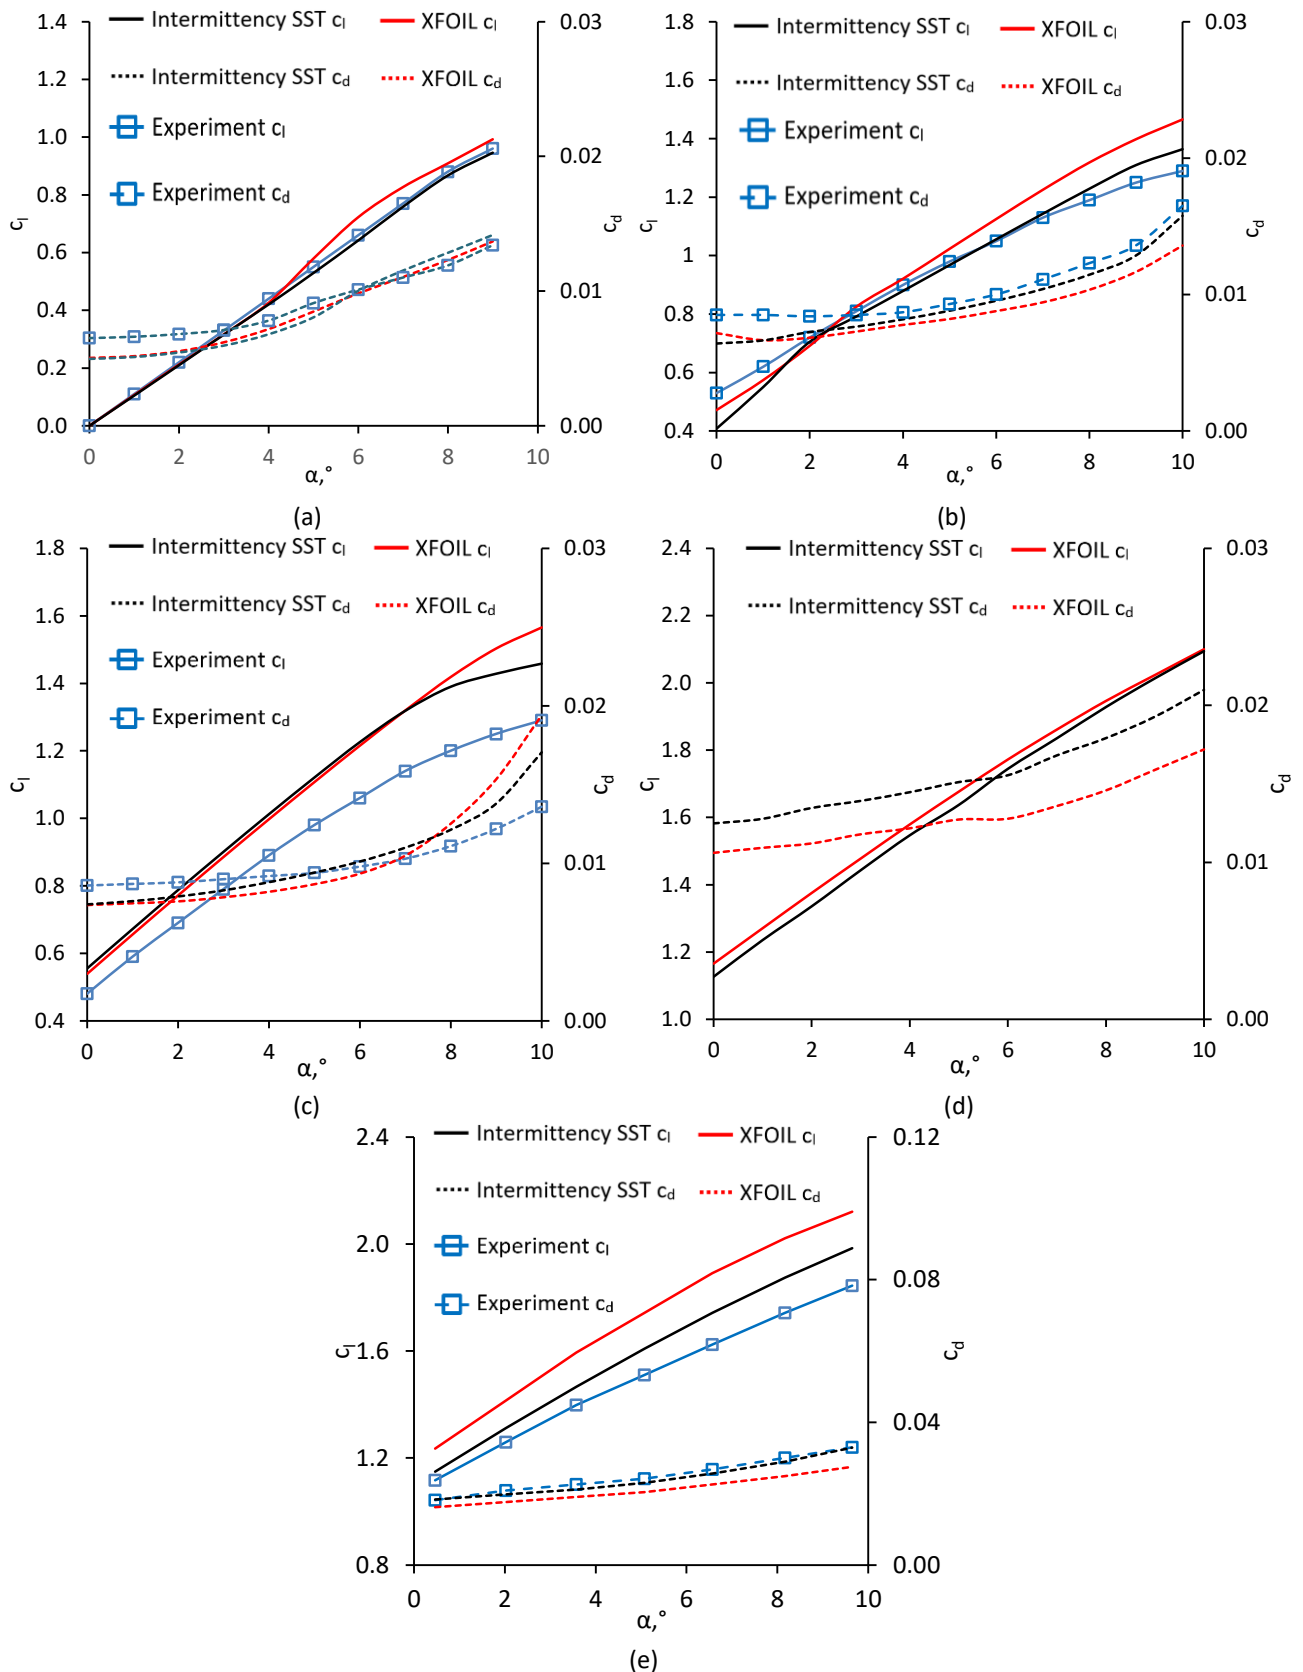 Intermittency SST cl
XFOIL cl
Intermittency SST cd
XFOIL cd
Experiment cl
Experiment cd
1.4
1.2
1.0
0.8
0.6
0.4
0.2
0.0
cl
0.03
0.02
0.01
0.00
cd
0 2 4 6 8 10
α,°
(a)
Intermittency SST cl
XFOIL cl
Intermittency SST cd
XFOIL cd
Experiment cl
Experiment cd
1.8
1.6
1.4
1.2
1
0.8
0.6
0.4
cl
0.03
0.02
0.01
0.00
cd
0 2 4 6 8 10
α,°
(b)
Intermittency SST cl
XFOIL cl
Intermittency SST cd
XFOIL cd
Experiment cl
Experiment cd
1.8
1.6
1.4
1.2
1.0
0.8
0.6
0.4
cl
0.03
0.02
0.01
0.00
cd
0 2 4 6 8 10
α,°
(c)
Intermittency SST cl
XFOIL cl
Intermittency SST cd
XFOIL cd
2.4
2.2
2.0
1.8
1.6
1.4
1.2
1.0
cl
0.03
0.02
0.01
0.00
cd
0 2 4 6 8 10
α,°
(d)
Intermittency SST cl
XFOIL cl
Intermittency SST cd
XFOIL cd
Experiment cl
Experiment cd
2.4
2.0
1.6
1.2
0.8
cl
0.12
0.08
0.04
0.00
cd
0 2 4 6 8 10
α,°
(e)